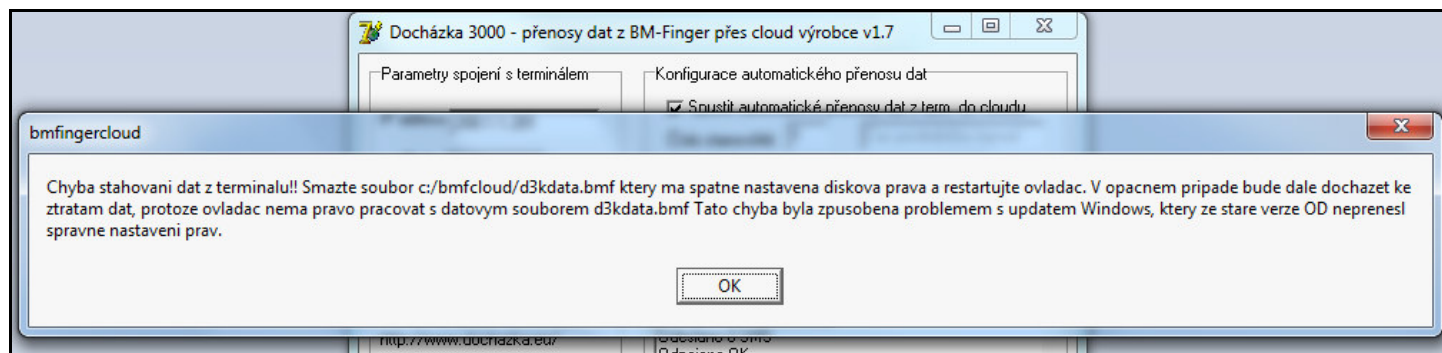 Docházka 3000 - přenosy dat z BM-Finger přes cloud výrobce v1.7
Parametry spojení s terminálem
Konfigurace automatického přenosu dat
Spustit automatické přenosy dat z term. do cloudu
bmfingercloud
Chyba stahovani dat z terminalu!! Smazte soubor c:/bmfcloud/d3kdata.bmf ktery ma spatne nastavena diskova prava a restartujte ovladac. V opacnem pripade bude dale dochazet ke
ztratam dat, protoze ovladac nema pravo pracovat s datovym souborem d3kdata.bmf Tato chyba byla zpusobena problemem s updatem Windows, ktery ze stare verze OD neprenesl
spravne nastaveni prav.
OK
http://www.dochazka.eu/
Odesláno OK